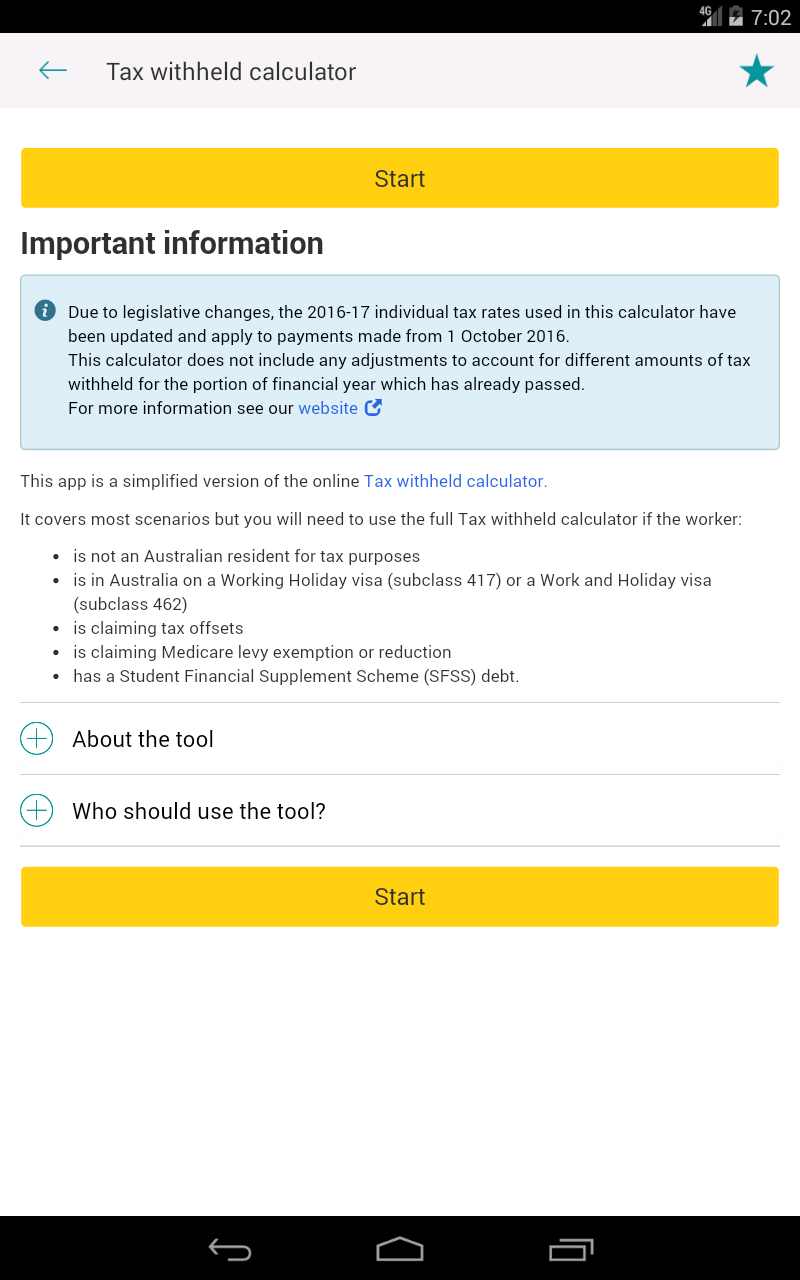 4G 7:02
Tax withheld calculator
Start
Important information
Due to legislative changes, the 2016-17 individual tax rates used in this calculator have
been updated and apply to payments made from 1 October 2016.
This calculator does not include any adjustments to account for different amounts of tax
withheld for the portion of financial year which has already passed.
For more information see our website
This app is a simplified version of the online Tax withheld calculator.
It covers most scenarios but you will need to use the full Tax withheld calculator if the worker:
• is not an Australian resident for tax purposes
• is in Australia on a Working Holiday visa (subclass 417) or a Work and Holiday visa
(subclass 462)
• is claiming tax offsets
• is claiming Medicare levy exemption or reduction
• has a Student Financial Supplement Scheme (SFSS) debt.
About the tool
Who should use the tool?
Start